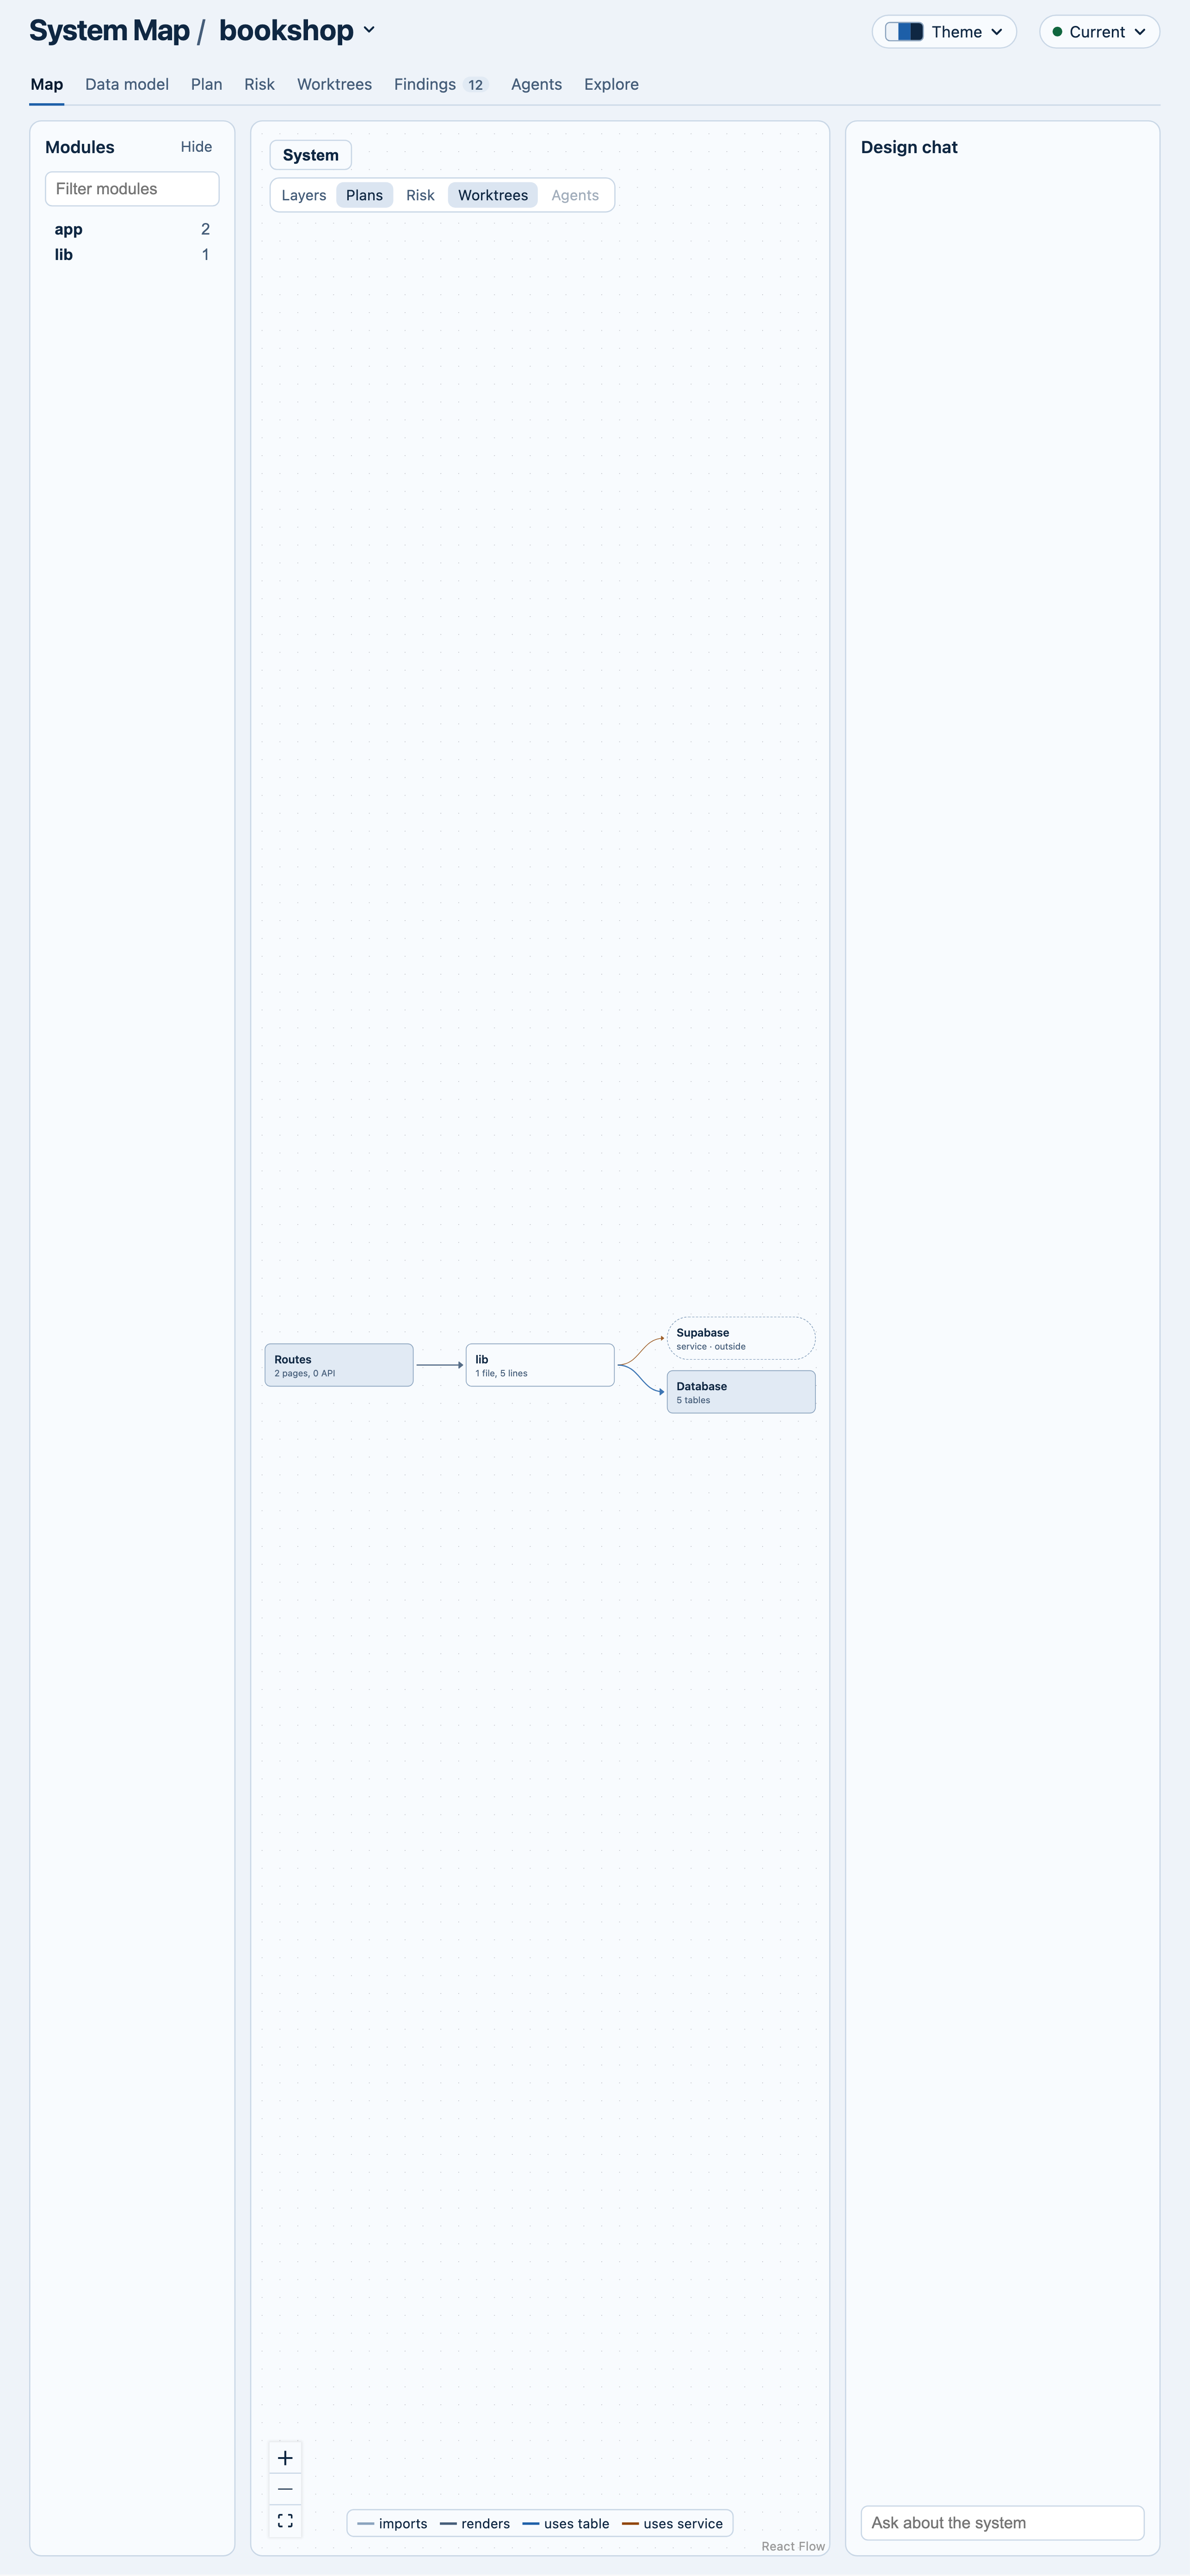 System Map / bookshop
Theme
Current
Map
Data model
Plan
Risk
Worktrees
Findings 12
Agents
Explore
Modules
Hide
Filter modules
app 2
lib 1
System
Layers
Plans
Risk
Worktrees
Agents
Routes
2 pages, 0 API
lib
1 file, 5 lines
Supabase
service · outside
Database
5 tables
imports
renders
uses table
uses service
React Flow
Design chat
Ask about the system